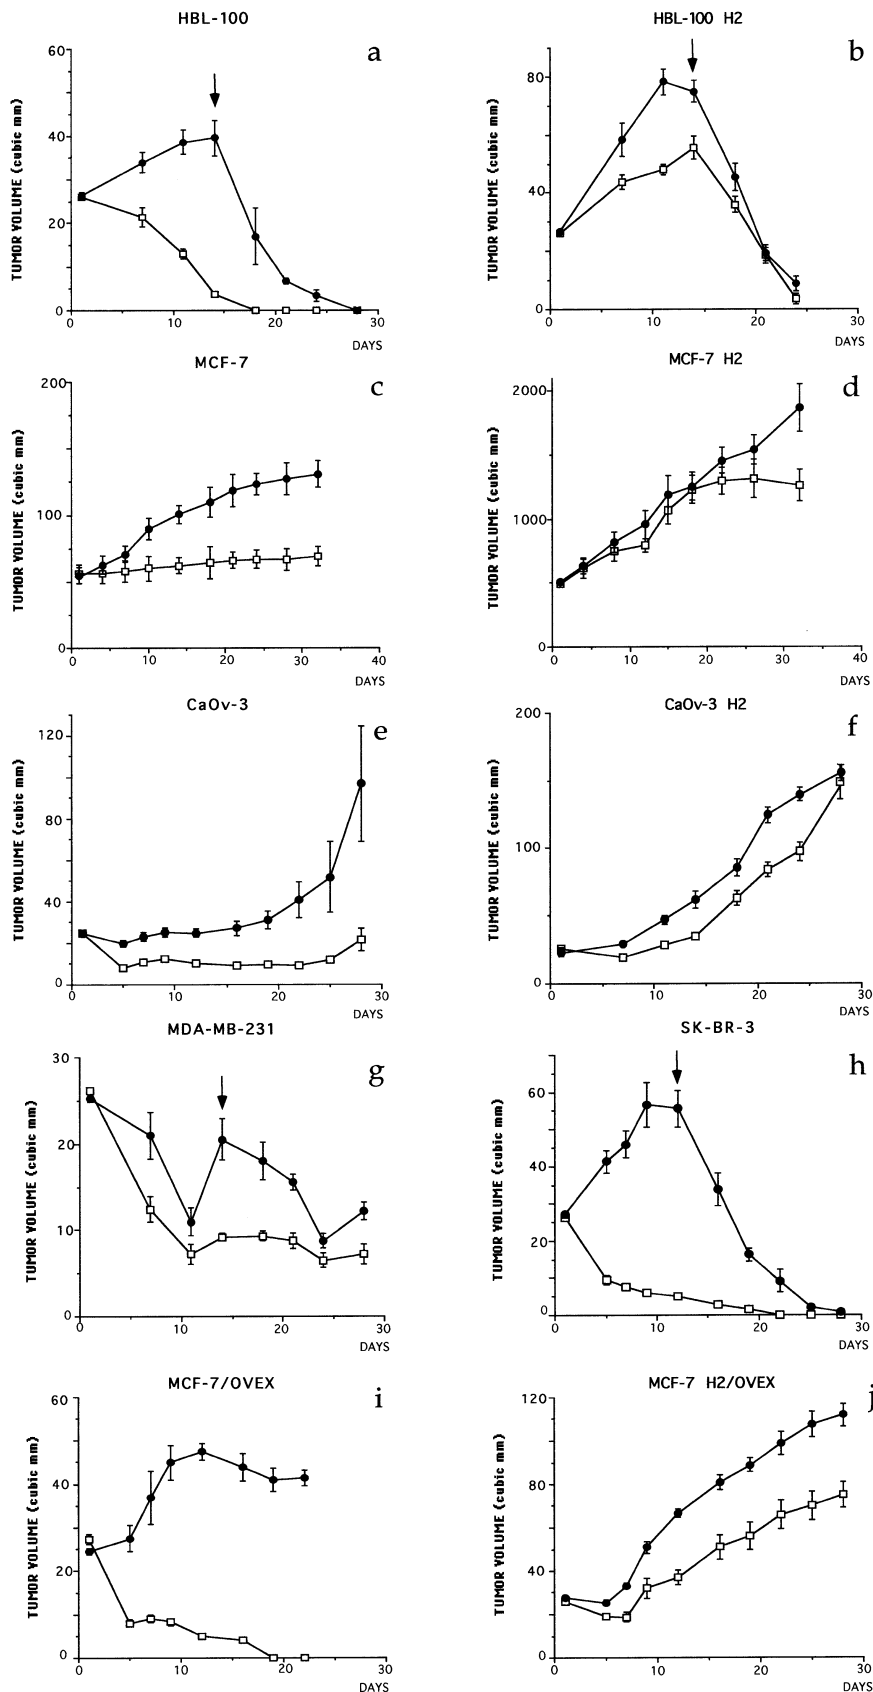 HBL-100
a
TUMOR VOLUME (cubic mm)
60
40
20
0
0 10 20 30
DAYS
HBL-100 H2
b
TUMOR VOLUME (cubic mm)
80
40
0
0 10 20 30
DAYS
MCF-7
c
TUMOR VOLUME (cubic mm)
200
100
0
0 10 20 30 40
DAYS
MCF-7 H2
d
TUMOR VOLUME (cubic mm)
2000
1000
0
0 10 20 30 40
DAYS
CaOv-3
e
TUMOR VOLUME (cubic mm)
120
80
40
0
0 10 20 30
DAYS
CaOv-3 H2
f
TUMOR VOLUME (cubic mm)
200
100
0
0 10 20 30
DAYS
MDA-MB-231
g
TUMOR VOLUME (cubic mm)
30
20
10
0
0 10 20 30
DAYS
SK-BR-3
h
TUMOR VOLUME (cubic mm)
60
40
20
0
0 10 20 30
DAYS
MCF-7/OVEX
i
TUMOR VOLUME (cubic mm)
60
40
20
0
0 10 20 30
DAYS
MCF-7 H2/OVEX
j
TUMOR VOLUME (cubic mm)
120
80
40
0
0 10 20 30
DAYS